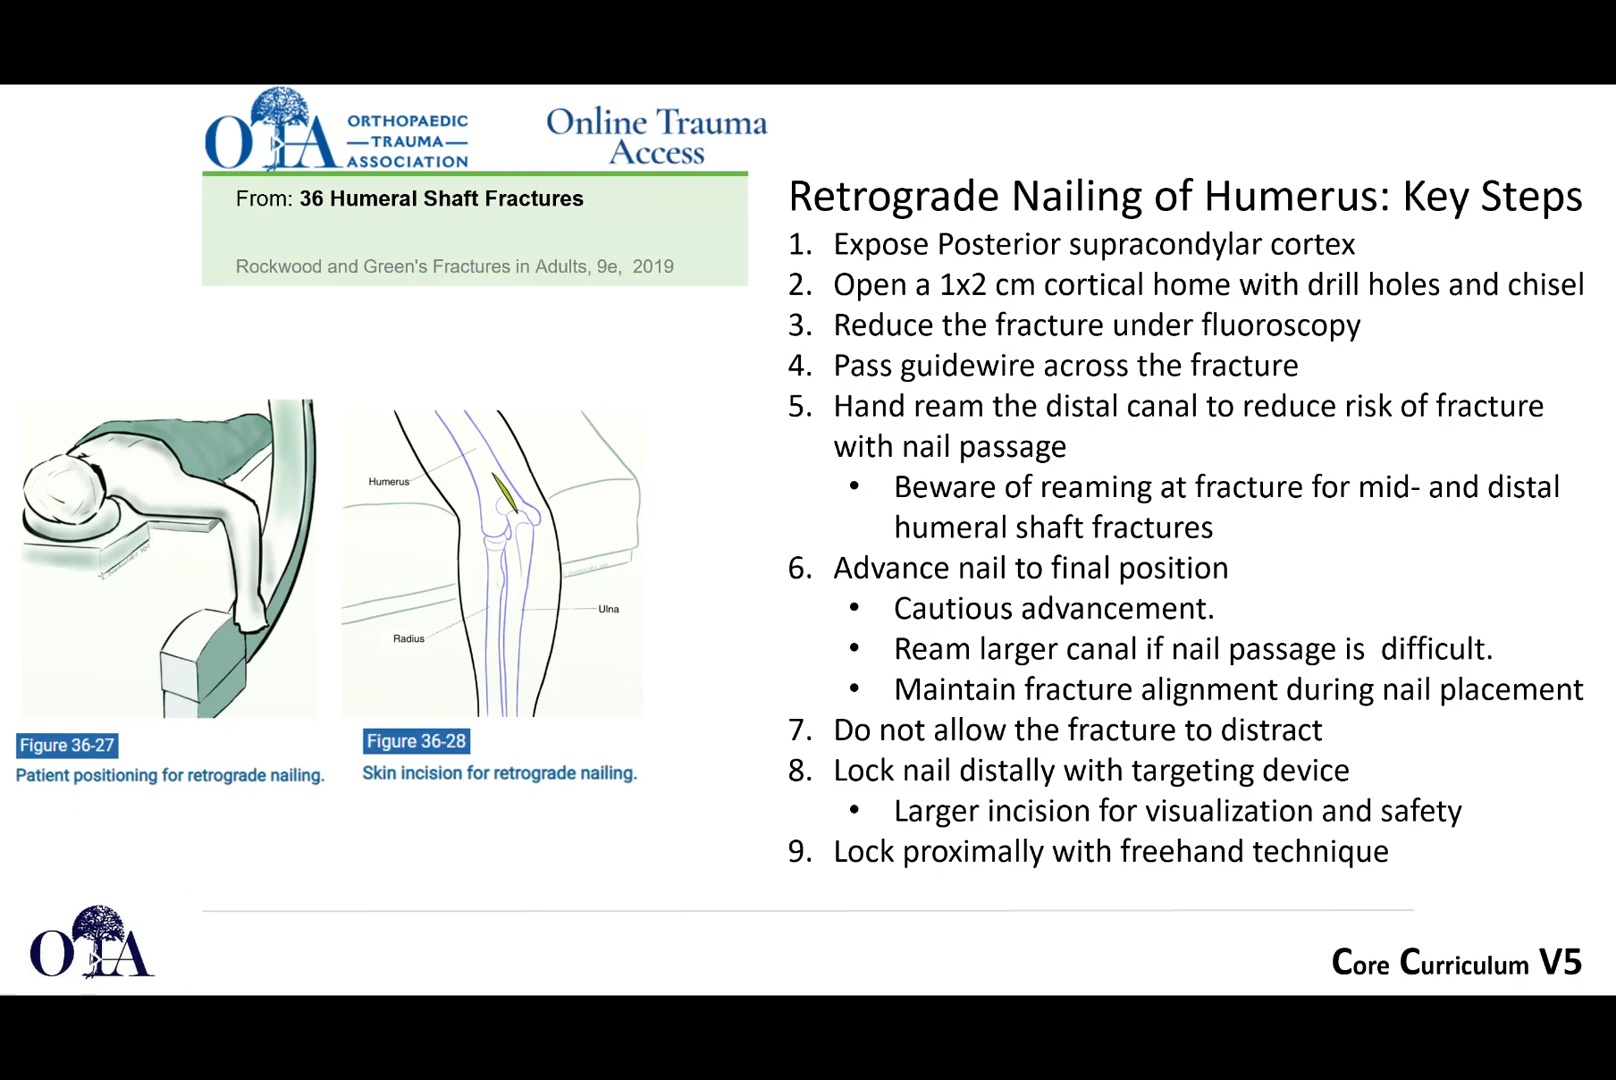 OTA ORTHOPAEDIC
TRAUMA
ASSOCIATION
Online Trauma
Access
From: 36 Humeral Shaft Fractures
Rockwood and Green's Fractures in Adults, 9e, 2019
Retrograde Nailing of Humerus: Key Steps
1. Expose Posterior supracondylar cortex
2. Open a 1x2 cm cortical home with drill holes and chisel
3. Reduce the fracture under fluoroscopy
4. Pass guidewire across the fracture
5. Hand ream the distal canal to reduce risk of fracture
with nail passage
• Beware of reaming at fracture for mid- and distal
humeral shaft fractures
6. Advance nail to final position
• Cautious advancement.
• Ream larger canal if nail passage is difficult.
• Maintain fracture alignment during nail placement
7. Do not allow the fracture to distract
8. Lock nail distally with targeting device
• Larger incision for visualization and safety
9. Lock proximally with freehand technique
Humerus
Ulna
Radius
Figure 36-27
Patient positioning for retrograde nailing.
Figure 36-28
Skin incision for retrograde nailing.
OTA
Core Curriculum V5